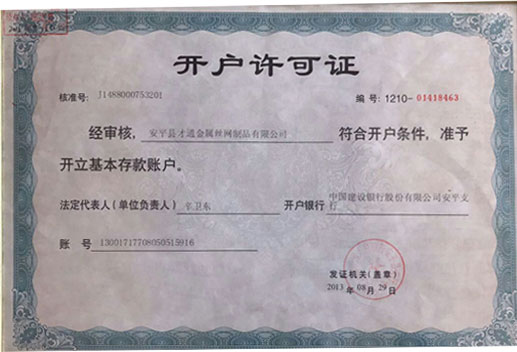 开户许可证
核准号: J1488000753201 编号: 1210-01418463
经审核, 安平县才通金属丝网制品有限公司 符合开户条件, 准予
开立基本存款账户。
法定代表人(单位负责人) 辛卫东 开户银行 中国建设银行股份有限公司安平支
行
账 号 13001717708050515916
发证机关(盖章)
2013 年 08 月 29 日